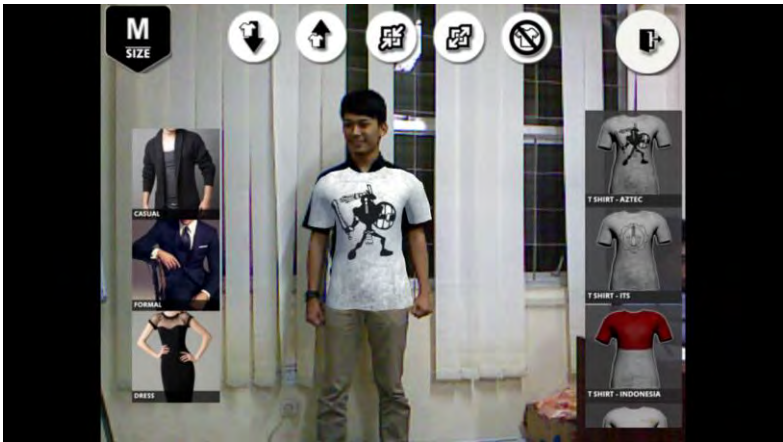 M
SIZE
CASUAL
FORMAL
DRESS
T SHIRT - AZTEC
T SHIRT - ITS
T SHIRT - INDONESIA